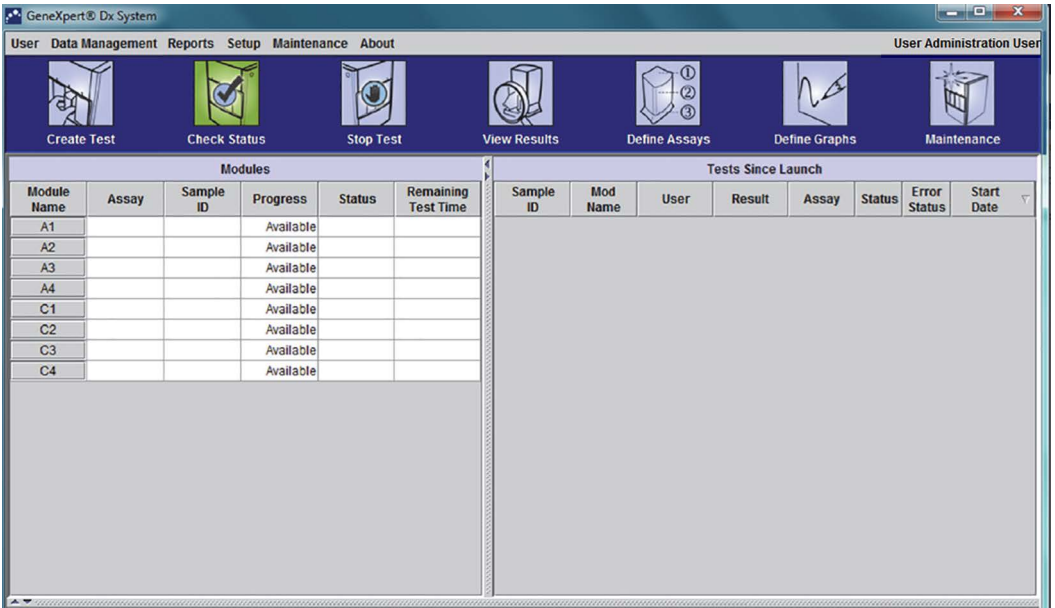 GeneXpert® Dx System
User Data Management Reports Setup Maintenance About User Administration User
Create Test Check Status Stop Test View Results Define Assays Define Graphs Maintenance
① ② ③
Modules Tests Since Launch
Module Name Assay Sample ID Progress Status Remaining Test Time Sample ID Mod Name User Result Assay Status Error Status Start Date
A1 Available
A2 Available
A3 Available
A4 Available
C1 Available
C2 Available
C3 Available
C4 Available